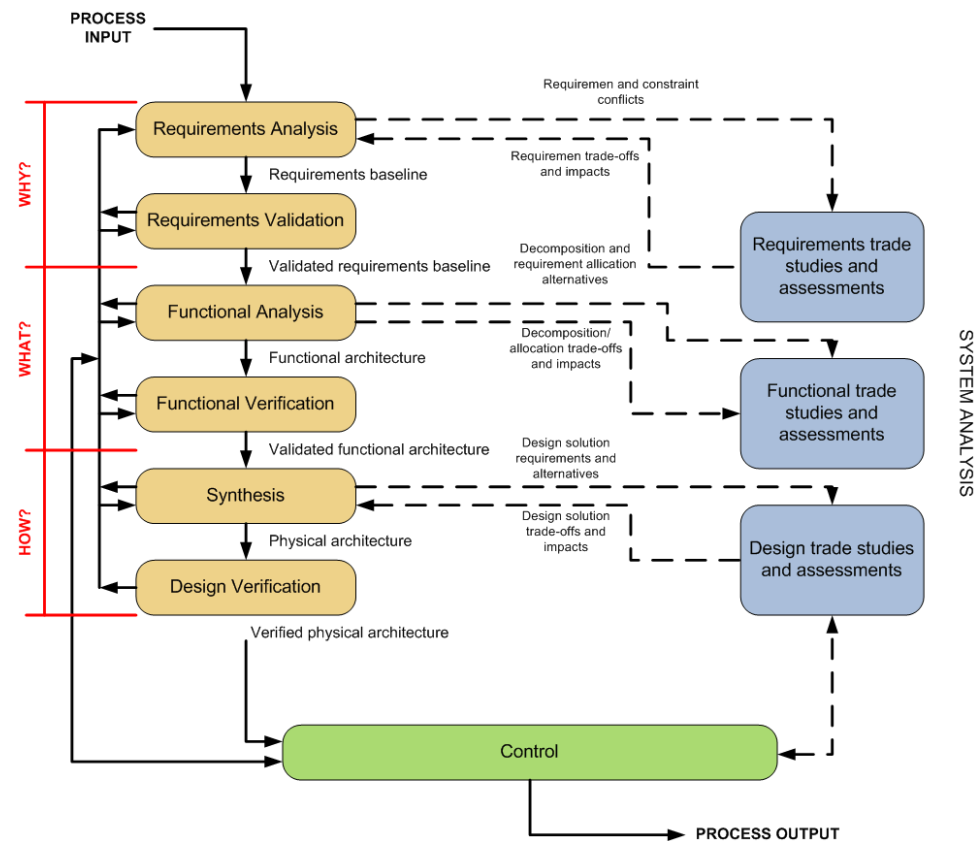 PROCESS
INPUT
Requiremen and constraint
conflicts
WHY?
Requirements Analysis
Requiremen trade-offs
and impacts
Requirements baseline
Requirements Validation
Requirements trade
studies and
assessments
Validated requirements baseline
Decomposition and
requirement allication
alternatives
WHAT?
Functional Analysis
Decomposition/
allocation trade-offs
and impacts
Functional architecture
Functional trade
studies and
assessments
Functional Verification
SYSTEM ANALYSIS
Validated functional architecture
Design solution
requirements and
alternatives
HOW?
Synthesis
Design solution
trade-offs and
impacts
Physical architecture
Design trade studies
and assessments
Design Verification
Verified physical architecture
Control
PROCESS OUTPUT